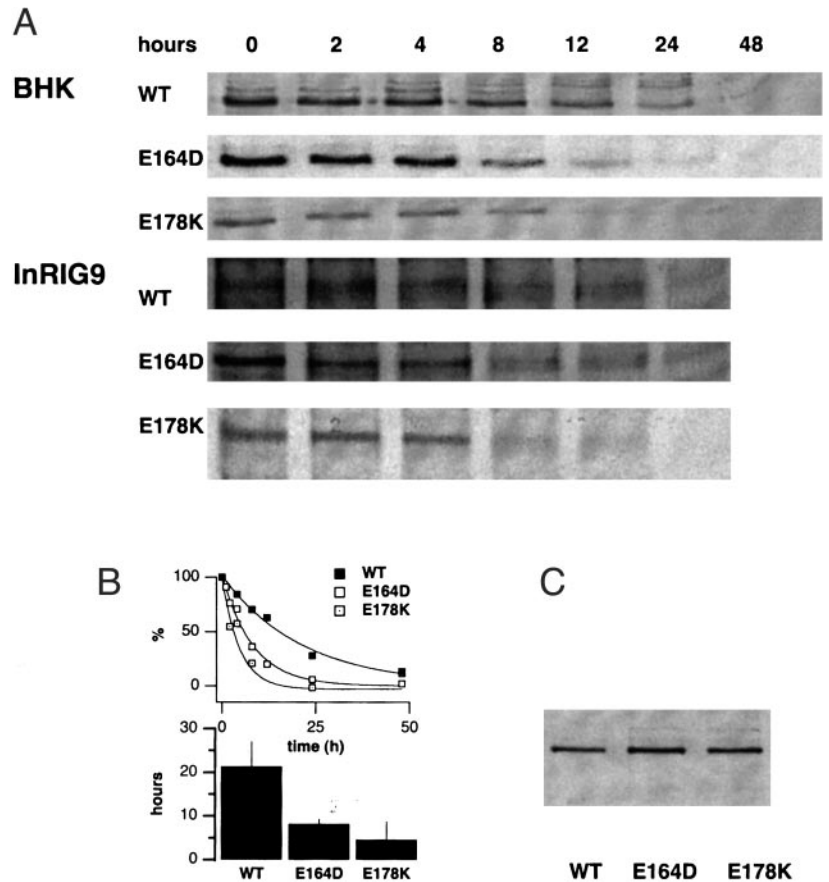 A
hours 0 2 4 8 12 24 48
BHK
WT
E164D
E178K
InRIG9
WT
E164D
E178K
B
100
50
0
%
WT
E164D
E178K
0 25 50
time (h)
30
20
10
0
hours
WT E164D E178K
C
WT E164D E178K